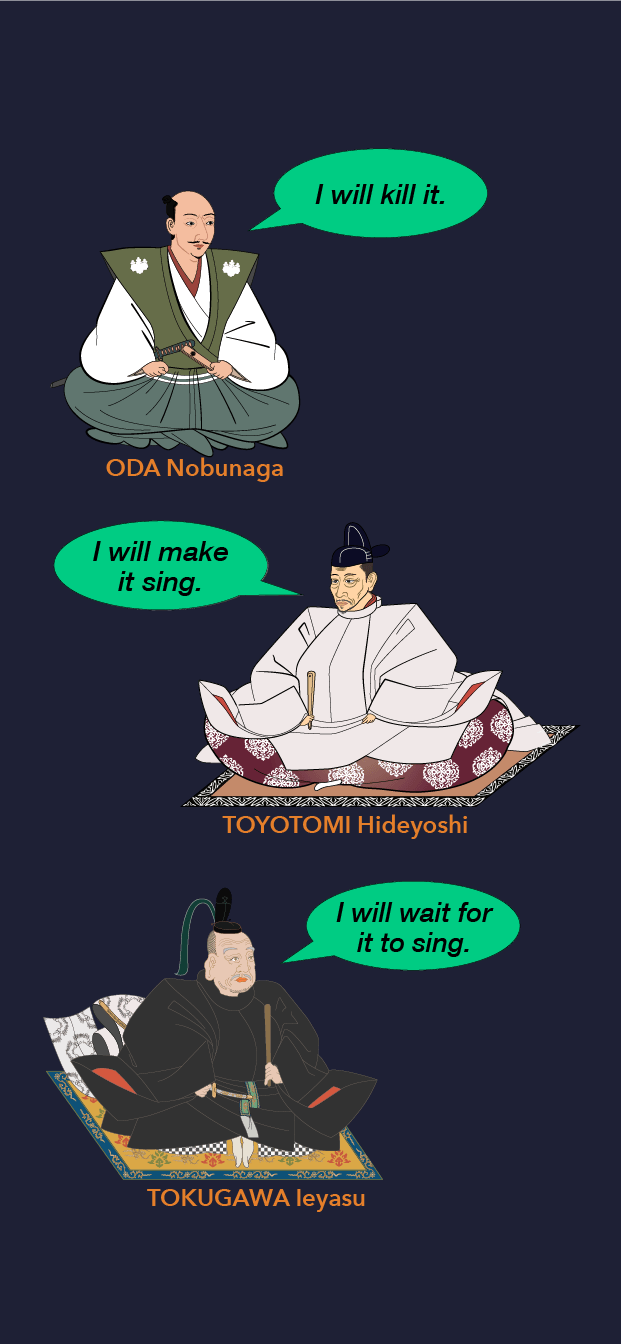 I will kill it.
ODA Nobunaga
I will make
it sing.
TOYOTOMI Hideyoshi
I will wait for
it to sing.
TOKUGAWA Ieyasu